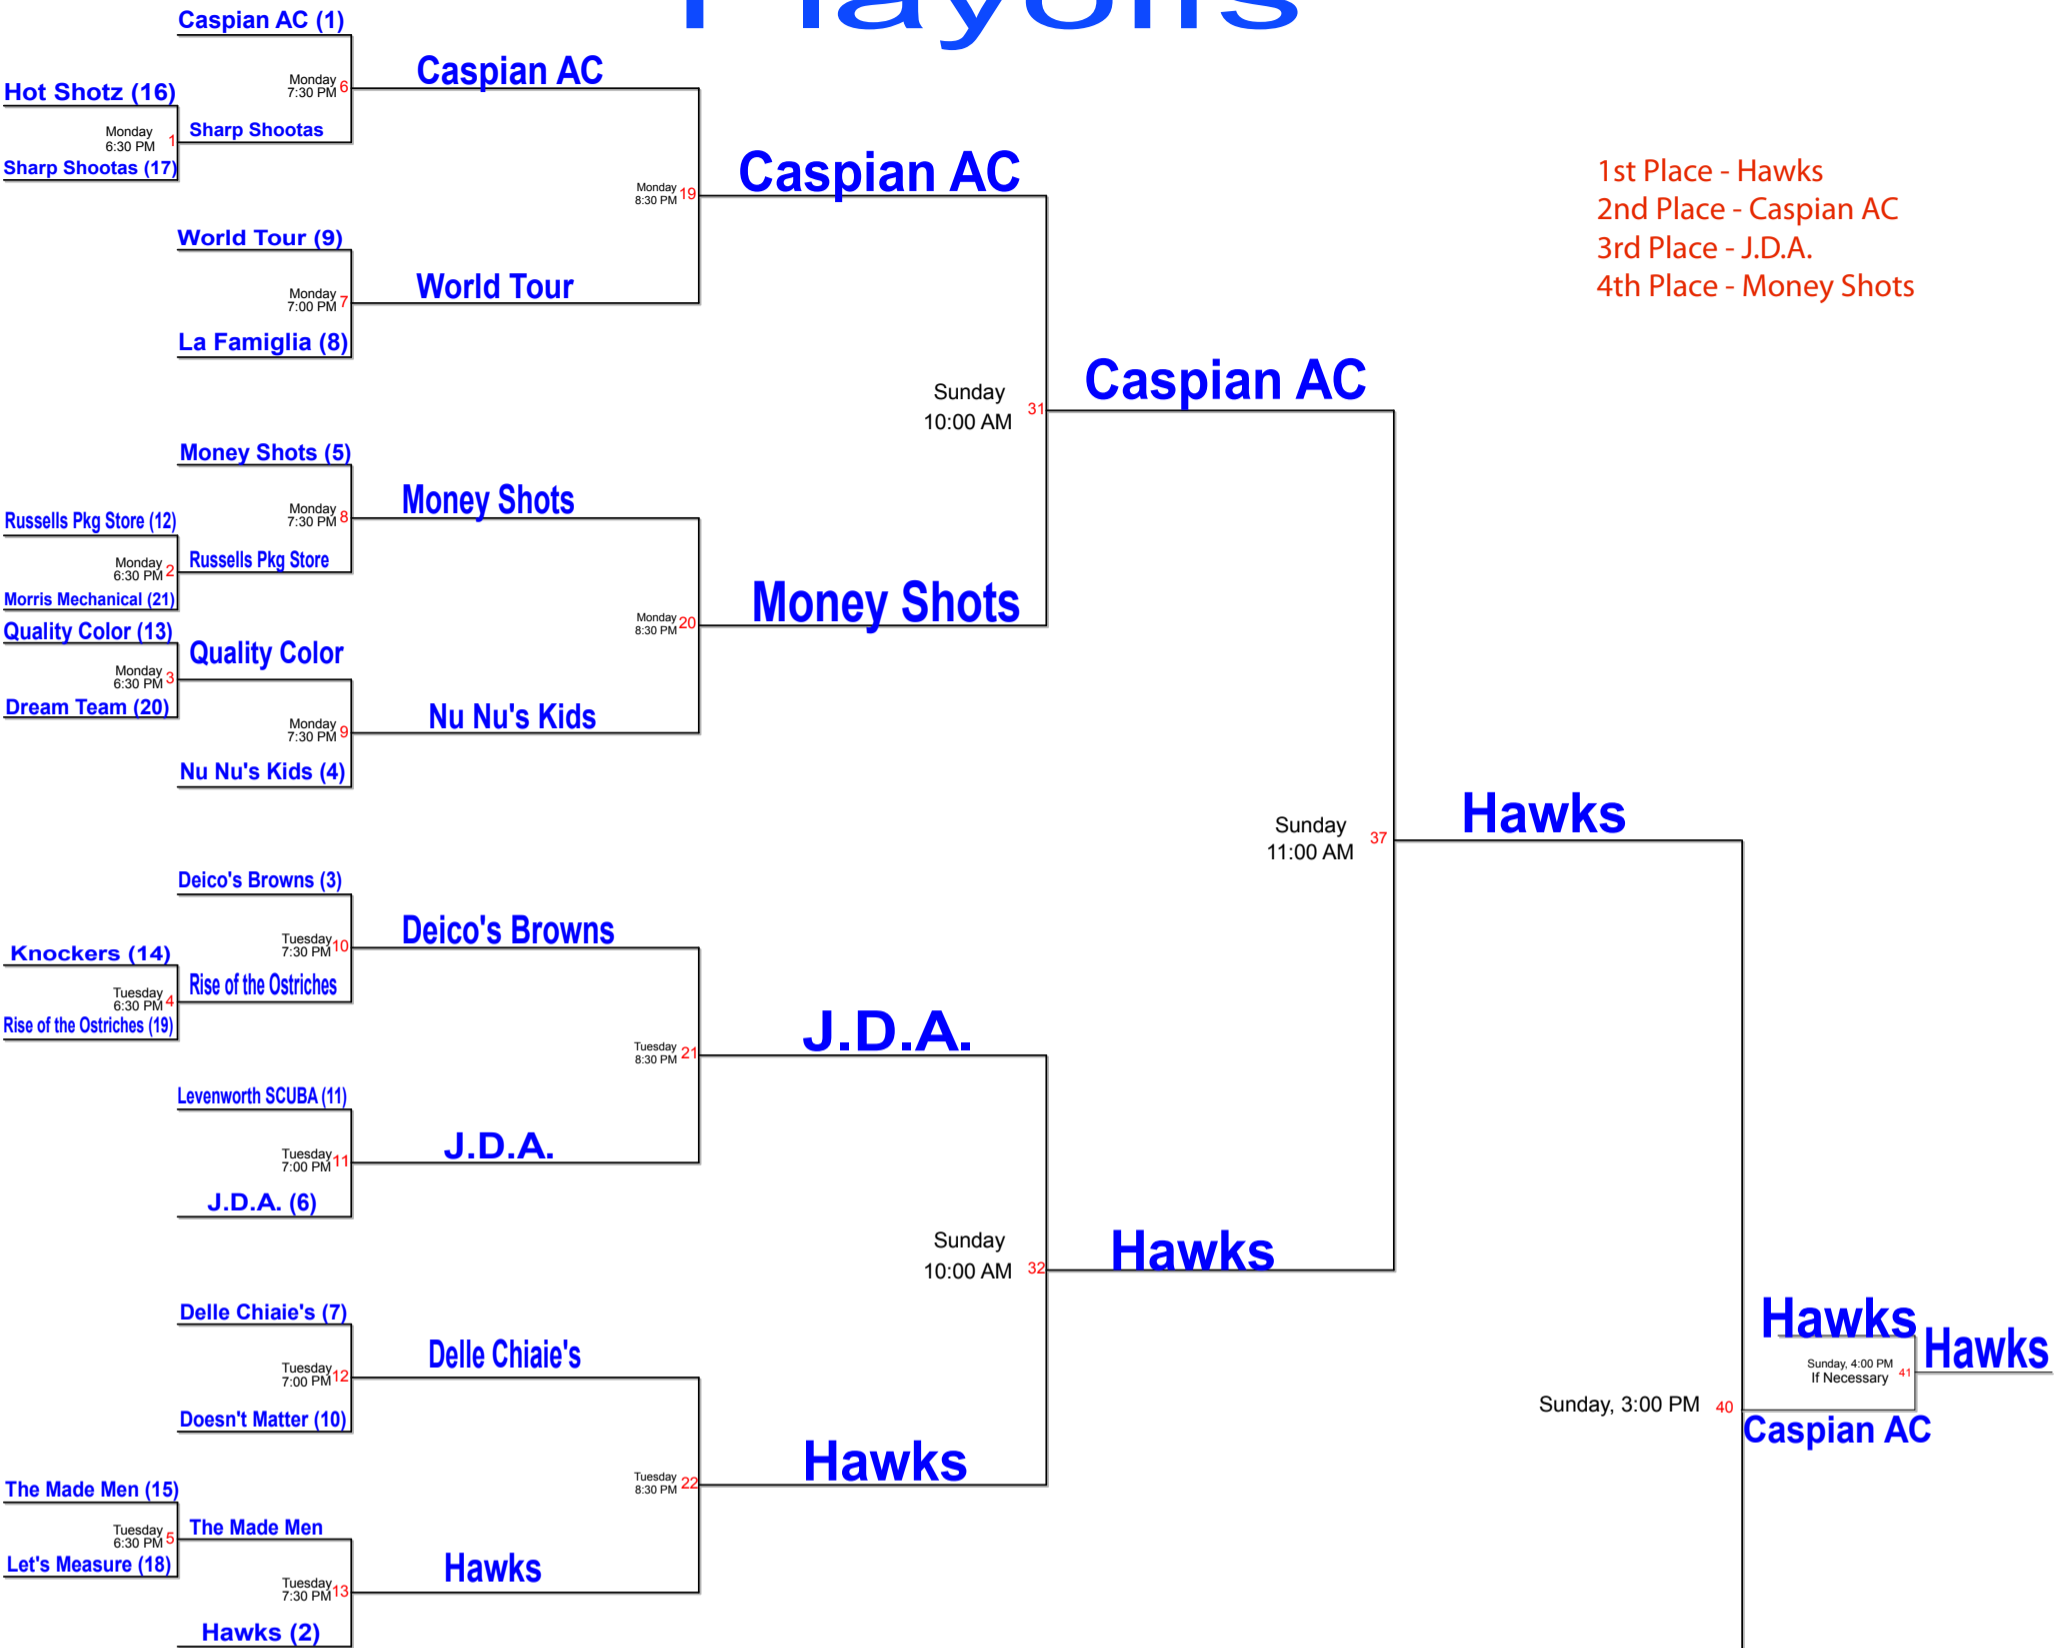 Playoffs
Caspian AC (1)
Monday
7:30 PM 6
Caspian AC
Hot Shotz (16)
Monday
6:30 PM 1
Sharp Shootas
Sharp Shootas (17)
Monday
8:30 PM 19
Caspian AC
World Tour (9)
Monday
7:00 PM 7
World Tour
La Famiglia (8)
1st Place - Hawks
2nd Place - Caspian AC
3rd Place - J.D.A.
4th Place - Money Shots
Sunday
10:00 AM 31
Caspian AC
Money Shots (5)
Monday
7:30 PM 8
Money Shots
Russells Pkg Store (12)
Monday
6:30 PM 2
Russells Pkg Store
Morris Mechanical (21)
Monday
8:30 PM 20
Money Shots
Quality Color (13)
Monday
6:30 PM 3
Quality Color
Dream Team (20)
Monday
7:30 PM 9
Nu Nu's Kids
Nu Nu's Kids (4)
Sunday
11:00 AM 37
Hawks
Deico's Browns (3)
Tuesday
7:30 PM 10
Deico's Browns
Knockers (14)
Tuesday
6:30 PM 4
Rise of the Ostriches
Rise of the Ostriches (19)
Tuesday
8:30 PM 21
J.D.A.
Levenworth SCUBA (11)
Tuesday
7:00 PM 11
J.D.A.
J.D.A. (6)
Sunday
10:00 AM 32
Hawks
Delle Chiaie's (7)
Tuesday
7:00 PM 12
Delle Chiaie's
Doesn't Matter (10)
Tuesday
8:30 PM 22
Hawks
The Made Men (15)
Tuesday
6:30 PM 5
The Made Men
Let's Measure (18)
Tuesday
7:30 PM 13
Hawks
Hawks (2)
Hawks
Sunday, 4:00 PM
If Necessary 41
Hawks
Sunday, 3:00 PM 40
Caspian AC